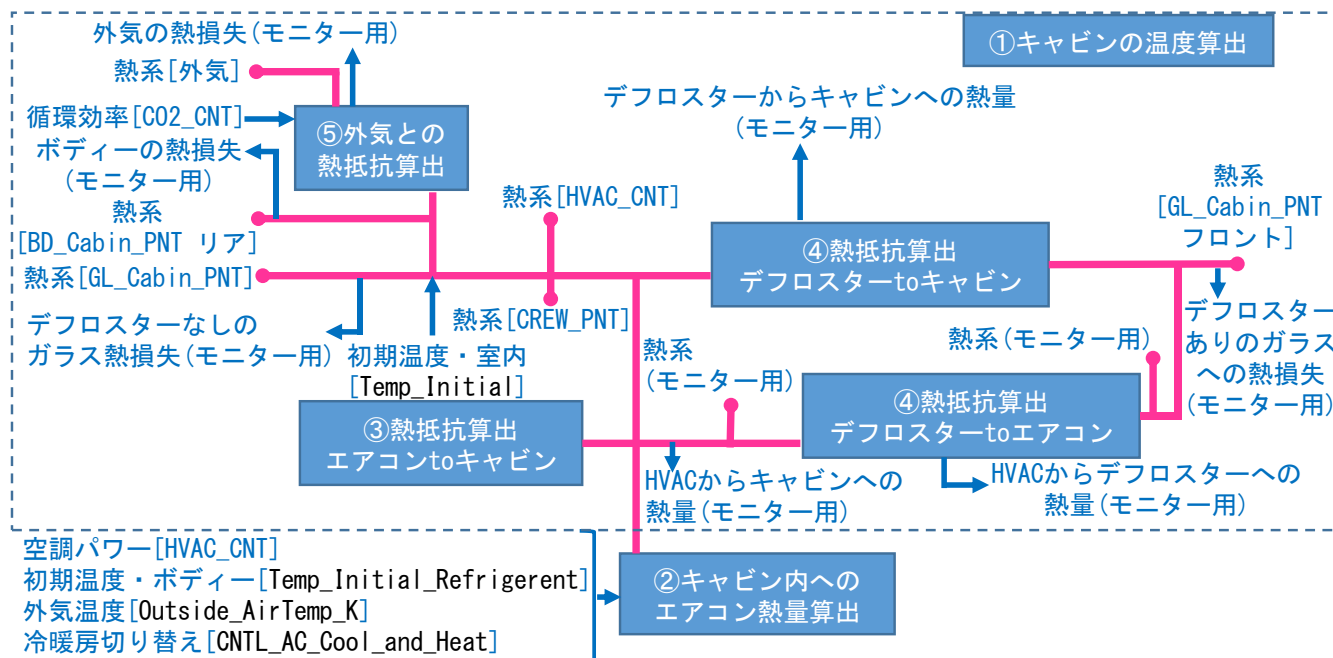 外気の熱損失(モニター用)
①キャビンの温度算出
熱系[外気]
循環効率[CO2_CNT]
⑤外気との
熱抵抗算出
ボディーの熱損失
(モニター用)
熱系
[BD_Cabin_PNT リア]
熱系[GL_Cabin_PNT]
デフロスターなしの
ガラス熱損失(モニター用)
初期温度・室内
[Temp_Initial]
熱系[HVAC_CNT]
熱系[CREW_PNT]
デフロスターからキャビンへの熱量
(モニター用)
④熱抵抗算出
デフロスターtoキャビン
熱系
[GL_Cabin_PNT
フロント]
デフロスター
ありのガラス
への熱損失
(モニター用)
熱系(モニター用)
熱系
(モニター用)
③熱抵抗算出
エアコンtoキャビン
④熱抵抗算出
デフロスターtoエアコン
HVACからキャビンへの
熱量(モニター用)
HVACからデフロスターへの
熱量(モニター用)
空調パワー[HVAC_CNT]
初期温度・ボディー[Temp_Initial_Refrigerent]
外気温度[Outside_AirTemp_K]
冷暖房切り替え[CNTL_AC_Cool_and_Heat]
②キャビン内への
エアコン熱量算出